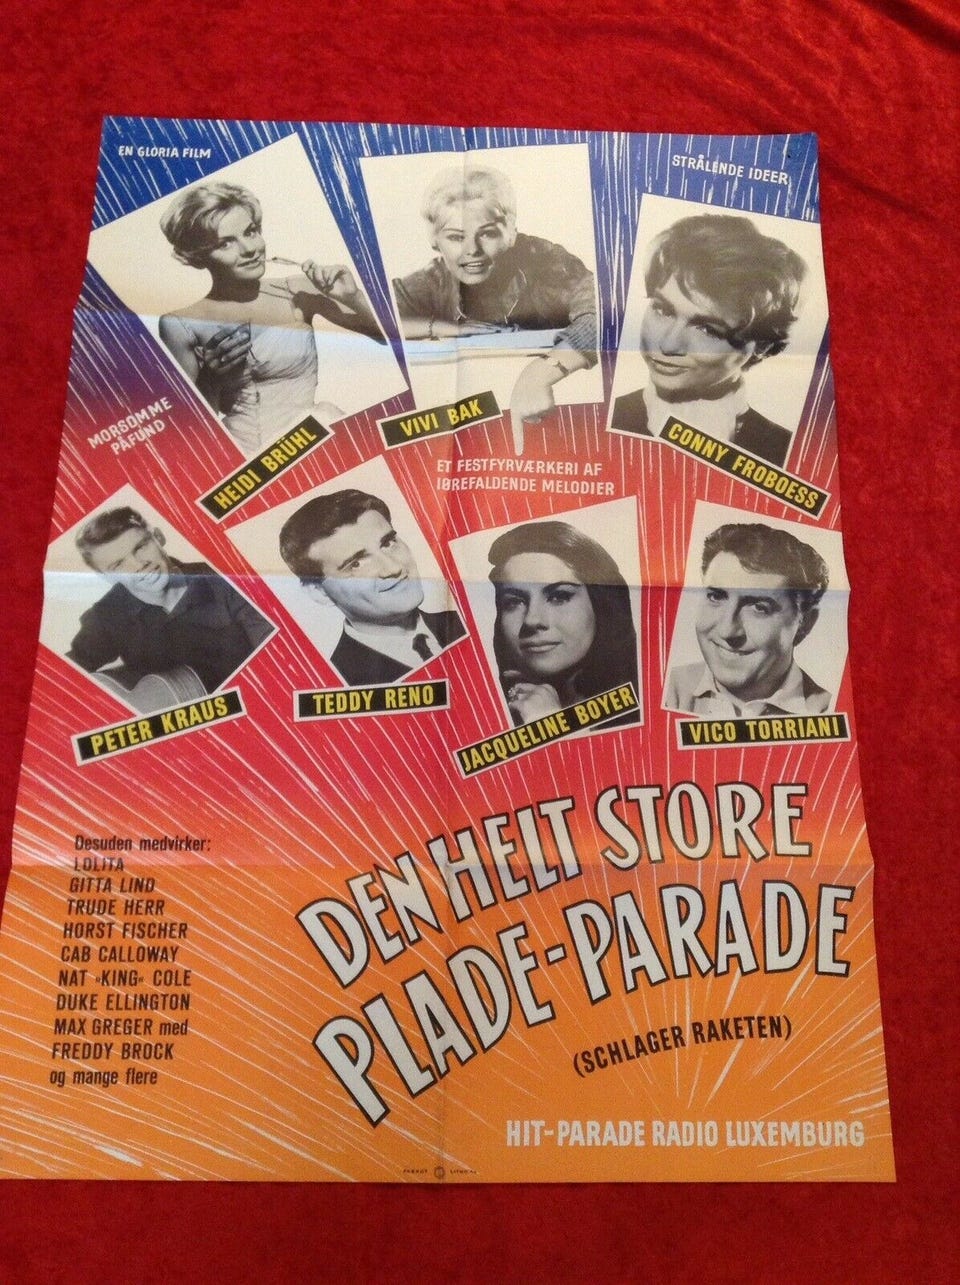 EN GLORIA FILM
STRÅLENDE IDEER
MORSOMME
PÅFUND
HEIDI BRÜHL
VIVI BAK
CONNY FROBOESS
ET FESTFYRVÆRKERI AF
IØREFALDENDE MELODIER
PETER KRAUS
TEDDY RENO
JACQUELINE BOYER
VICO TORRIANI
DEN HELT STORE
PLADE-PARADE
(SCHLAGER RAKETEN)
HIT-PARADE RADIO LUXEMBURG
Desuden medvirker:
LOLITA
GITTA LIND
TRUDE HERR
HORST FISCHER
CAB CALLOWAY
NAT »KING« COLE
DUKE ELLINGTON
MAX GREGER med
FREDDY BROCK
og mange flere